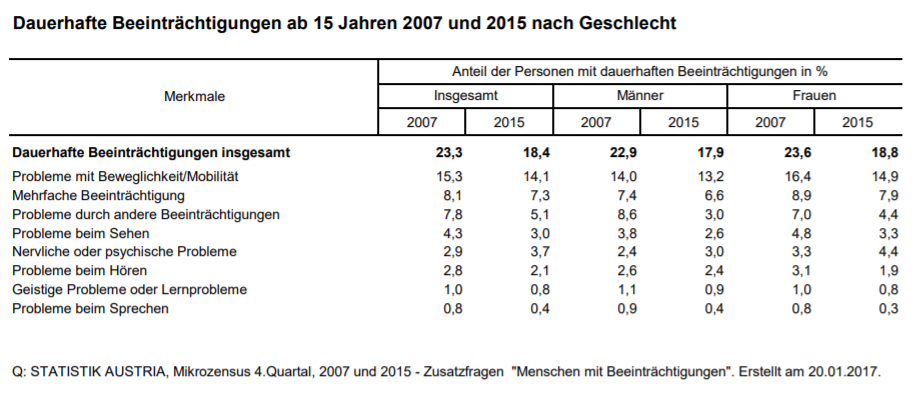 Dauerhafte Beeinträchtigungen ab 15 Jahren 2007 und 2015 nach Geschlecht
Merkmale
Anteil der Personen mit dauerhaften Beeinträchtigungen in %
Insgesamt Männer Frauen
2007 2015 2007 2015 2007 2015
Dauerhafte Beeinträchtigungen insgesamt 23,3 18,4 22,9 17,9 23,6 18,8
Probleme mit Beweglichkeit/Mobilität 15,3 14,1 14,0 13,2 16,4 14,9
Mehrfache Beeinträchtigung 8,1 7,3 7,4 6,6 8,9 7,9
Probleme durch andere Beeinträchtigungen 7,8 5,1 8,6 3,0 7,0 4,4
Probleme beim Sehen 4,3 3,0 3,8 2,6 4,8 3,3
Nervliche oder psychische Probleme 2,9 3,7 2,4 3,0 3,3 4,4
Probleme beim Hören 2,8 2,1 2,6 2,4 3,1 1,9
Geistige Probleme oder Lernprobleme 1,0 0,8 1,1 0,9 1,0 0,8
Probleme beim Sprechen 0,8 0,4 0,9 0,4 0,8 0,3
Q: STATISTIK AUSTRIA, Mikrozensus 4.Quartal, 2007 und 2015 - Zusatzfragen "Menschen mit Beeinträchtigungen". Erstellt am 20.01.2017.